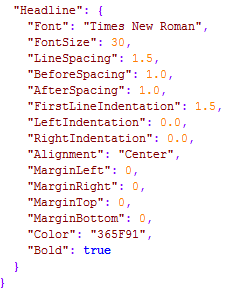 "Headline": {
"Font": "Times New Roman",
"FontSize": 30,
"LineSpacing": 1.5,
"BeforeSpacing": 1.0,
"AfterSpacing": 1.0,
"FirstLineIndentation": 1.5,
"LeftIndentation": 0.0,
"RightIndentation": 0.0,
"Alignment": "Center",
"MarginLeft": 0,
"MarginRight": 0,
"MarginTop": 0,
"MarginBottom": 0,
"Color": "365F91",
"Bold": true
}
}